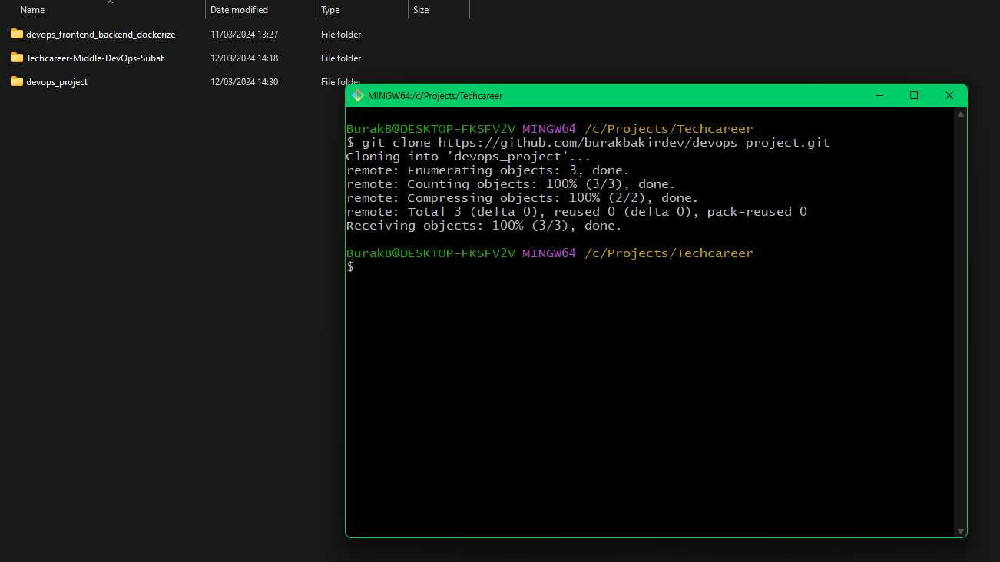 Name Date modified Type Size
devops_frontend_backend_dockerize 11/03/2024 13:27 File folder
Techcareer-Middle-DevOps-Subat 12/03/2024 14:18 File folder
devops_project 12/03/2024 14:30 File folder
MINGW64:/c/Projects/Techcareer
BurakB@DESKTOP-FKSFV2V MINGW64 /c/Projects/Techcareer
$ git clone https://github.com/burakbakirdev/devops_project.git
Cloning into 'devops_project'...
remote: Enumerating objects: 3, done.
remote: Counting objects: 100% (3/3), done.
remote: Compressing objects: 100% (2/2), done.
remote: Total 3 (delta 0), reused 0 (delta 0), pack-reused 0
Receiving objects: 100% (3/3), done.
BurakB@DESKTOP-FKSFV2V MINGW64 /c/Projects/Techcareer
$